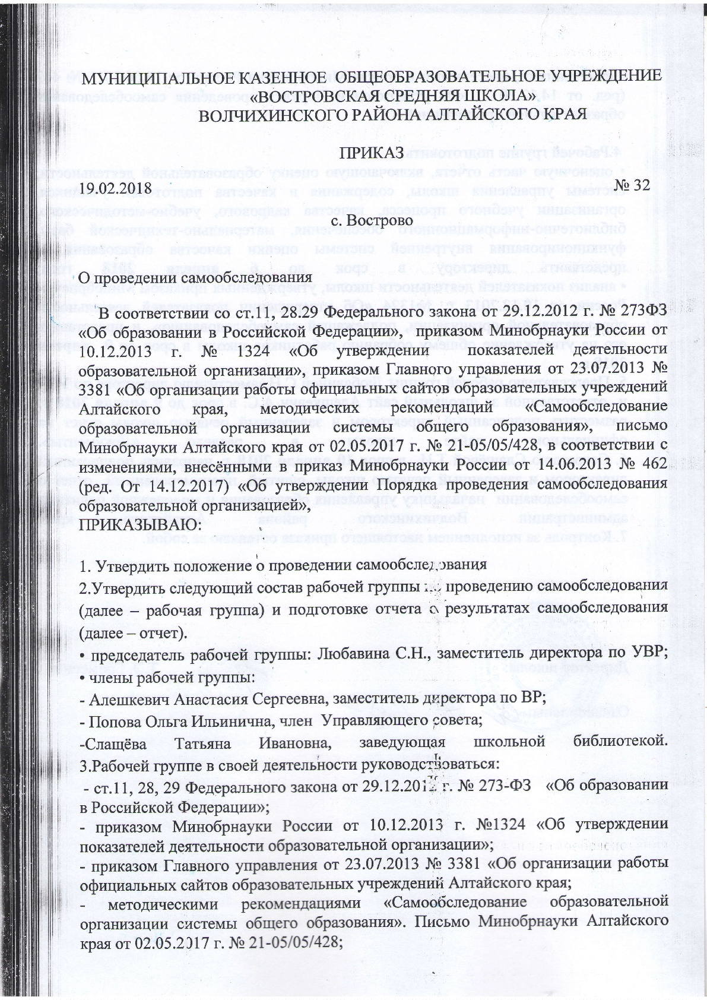 МУНИЦИПАЛЬНОЕ КАЗЕННОЕ ОБЩЕОБРАЗОВАТЕЛЬНОЕ УЧРЕЖДЕНИЕ
«ВОСТРОВСКАЯ СРЕДНЯЯ ШКОЛА»
ВОЛЧИХИНСКОГО РАЙОНА АЛТАЙСКОГО КРАЯ
ПРИКАЗ
19.02.2018 № 32
с. Вострово
О проведении самообследования
В соответствии со ст.11, 28.29 Федерального закона от 29.12.2012 г. № 273ФЗ
«Об образовании в Российской Федерации», приказом Минобрнауки России от
10.12.2013 г. № 1324 «Об утверждении показателей деятельности
образовательной организации», приказом Главного управления от 23.07.2013 №
3381 «Об организации работы официальных сайтов образовательных учреждений
Алтайского края, методических рекомендаций «Самообследование
образовательной организации системы общего образования», письмо
Минобрнауки Алтайского края от 02.05.2017 г. № 21-05/05/428, в соответствии с
изменениями, внесёнными в приказ Минобрнауки России от 14.06.2013 № 462
(ред. От 14.12.2017) «Об утверждении Порядка проведения самообследования
образовательной организацией»,
ПРИКАЗЫВАЮ:
1. Утвердить положение о проведении самообследования
2.Утвердить следующий состав рабочей группы по проведению самообследования
(далее – рабочая группа) и подготовке отчета о результатах самообследования
(далее – отчет).
• председатель рабочей группы: Любавина С.Н., заместитель директора по УВР;
• члены рабочей группы:
- Алешкевич Анастасия Сергеевна, заместитель директора по ВР;
- Попова Ольга Ильинична, член Управляющего совета;
-Слащёва Татьяна Ивановна, заведующая школьной библиотекой.
3.Рабочей группе в своей деятельности руководствоваться:
- ст.11, 28, 29 Федерального закона от 29.12.2012 г. № 273-ФЗ «Об образовании
в Российской Федерации»;
- приказом Минобрнауки России от 10.12.2013 г. №1324 «Об утверждении
показателей деятельности образовательной организации»;
- приказом Главного управления от 23.07.2013 № 3381 «Об организации работы
официальных сайтов образовательных учреждений Алтайского края;
- методическими рекомендациями «Самообследование образовательной
организации системы общего образования». Письмо Минобрнауки Алтайского
края от 02.05.2017 г. № 21-05/05/428;